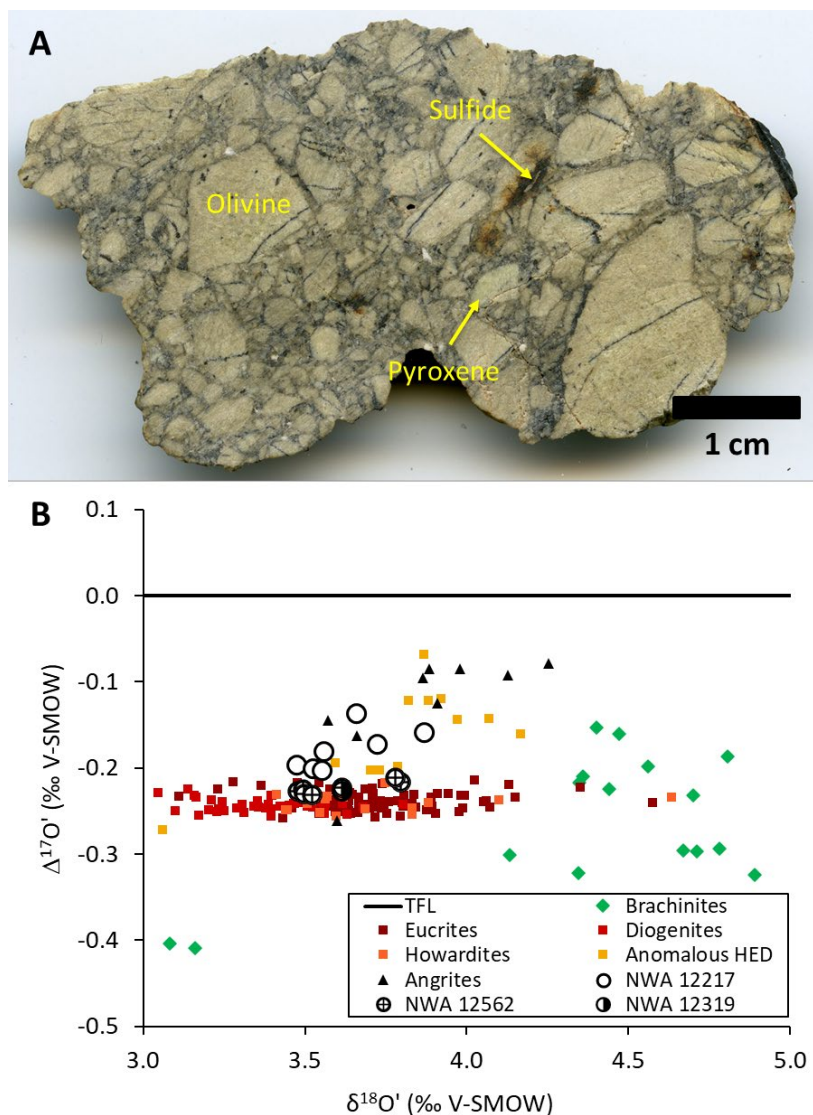 A
Sulfide
Olivine
Pyroxene
1 cm
B
0.1
0.0
-0.1
-0.2
-0.3
-0.4
-0.5
Δ¹⁷O' (‰ V-SMOW)
TFL Brachinites
Eucrites Diogenites
Howardites Anomalous HED
Angrites NWA 12217
NWA 12562 NWA 12319
3.0 3.5 4.0 4.5 5.0
δ¹⁸O' (‰ V-SMOW)